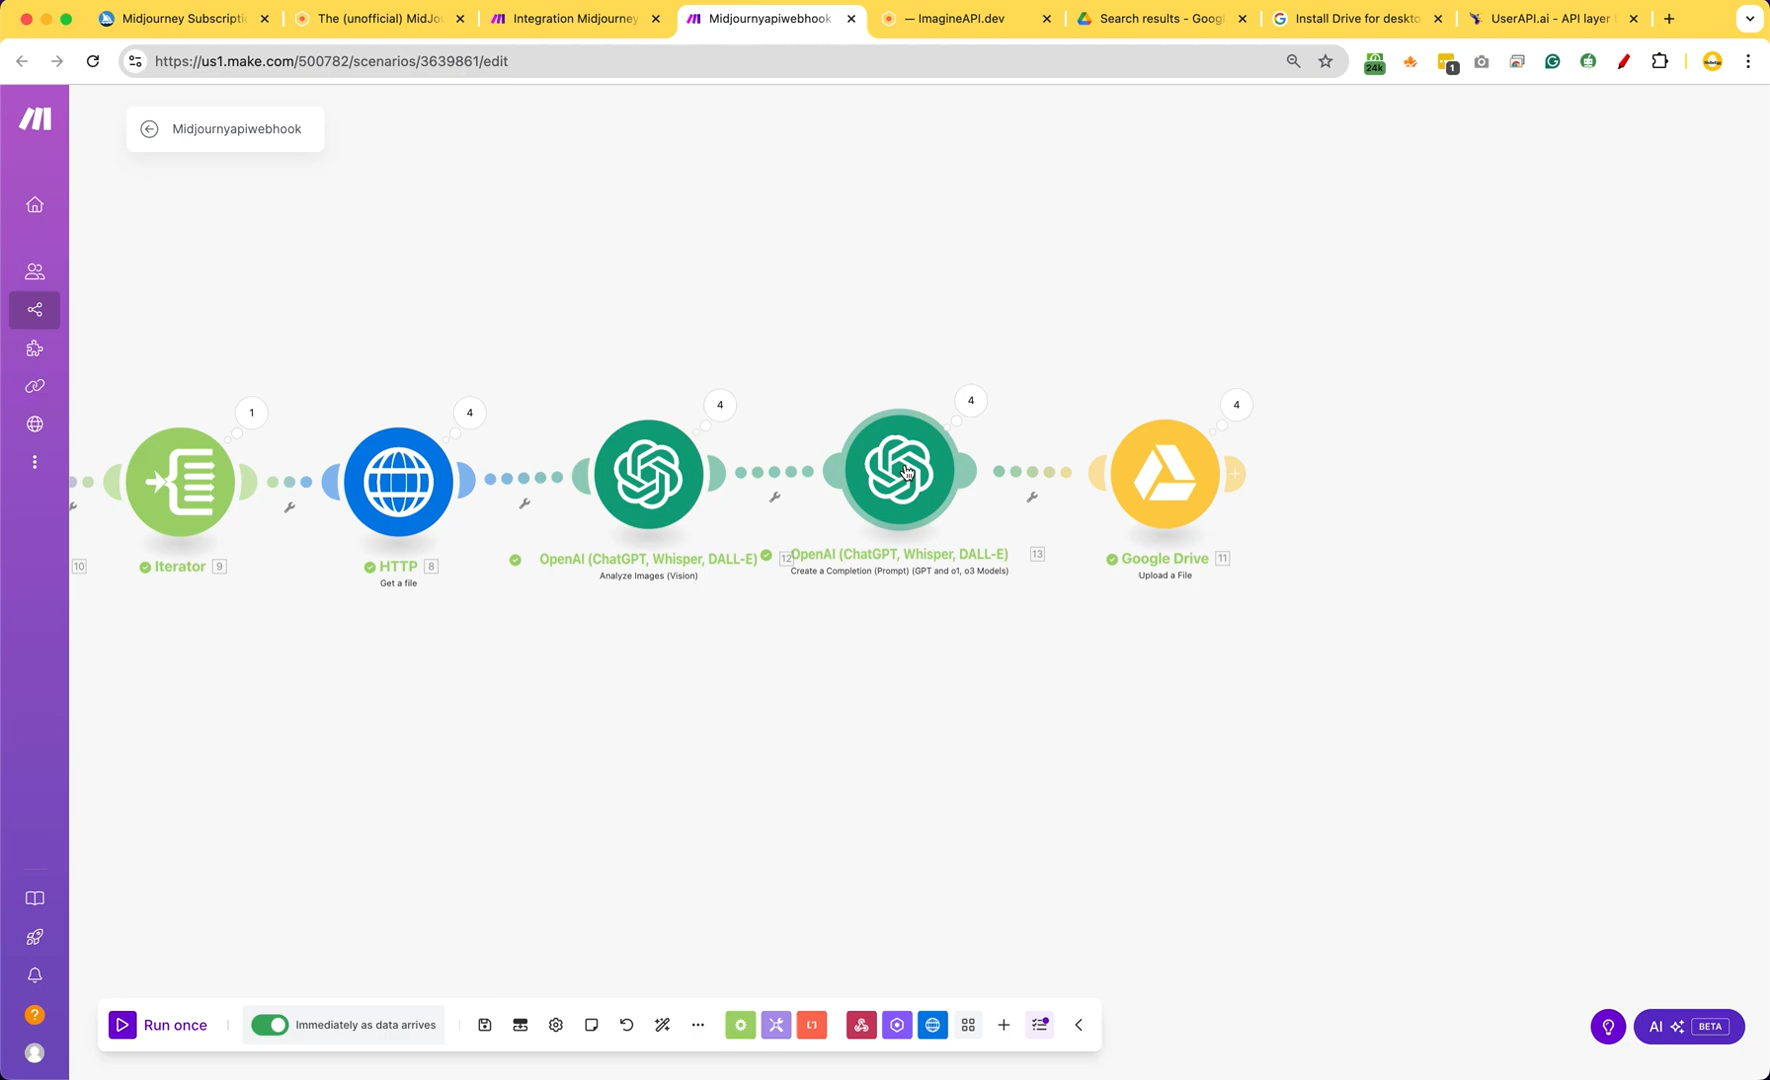 Midjourney Subscripti
The (unofficial) MidJo
Integration Midjourney
Midjournyapiwebhook
— ImagineAPI.dev
Search results - Googl
Install Drive for deskto
UserAPI.ai - API layer
https://us1.make.com/500782/scenarios/3639861/edit
24k
1
Midjournyapiwebhook
1
4
4
4
4
10
Iterator 9
HTTP 8
Get a file
OpenAI (ChatGPT, Whisper, DALL-E) 12
Analyze Images (Vision)
OpenAI (ChatGPT, Whisper, DALL-E) 13
Create a Completion (Prompt) (GPT and o1, o3 Models)
Google Drive 11
Upload a File
Run once
Immediately as data arrives
AI BETA